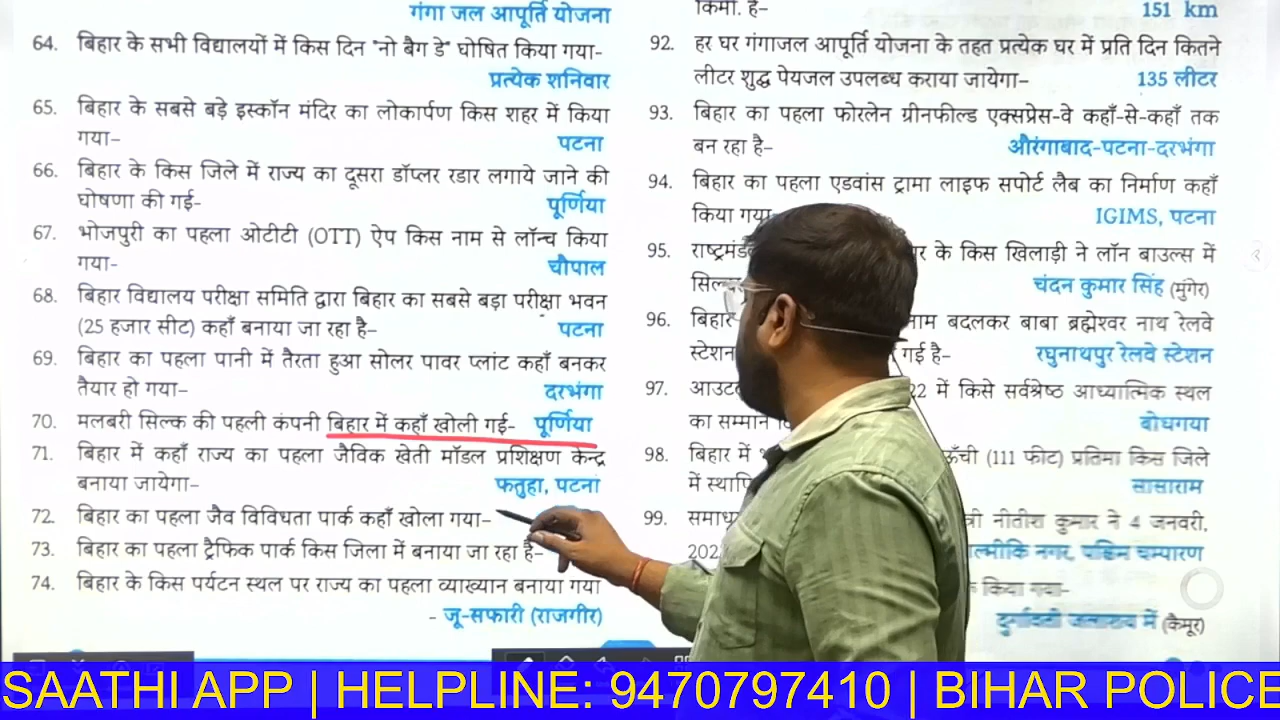 गंगा जल आपूर्ति योजना
64. बिहार के सभी विद्यालयों में किस दिन "नो बैग डे" घोषित किया गया–
प्रत्येक शनिवार
65. बिहार के सबसे बड़े इस्कॉन मंदिर का लोकार्पण किस शहर में किया
गया– पटना
66. बिहार के किस जिले में राज्य का दूसरा डॉप्लर रडार लगाये जाने की
घोषणा की गई– पूर्णिया
67. भोजपुरी का पहला ओटीटी (OTT) ऐप किस नाम से लॉन्च किया
गया– चौपाल
68. बिहार विद्यालय परीक्षा समिति द्वारा बिहार का सबसे बड़ा परीक्षा भवन
(25 हजार सीट) कहाँ बनाया जा रहा है– पटना
69. बिहार का पहला पानी में तैरता हुआ सोलर पावर प्लांट कहाँ बनकर
तैयार हो गया– दरभंगा
70. मलबरी सिल्क की पहली कंपनी बिहार में कहाँ खोली गई– पूर्णिया
71. बिहार में कहाँ राज्य का पहला जैविक खेती मॉडल प्रशिक्षण केन्द्र
बनाया जायेगा– फतुहा, पटना
72. बिहार का पहला जैव विविधता पार्क कहाँ खोला गया–
73. बिहार का पहला ट्रैफिक पार्क किस जिला में बनाया जा रहा है–
74. बिहार के किस पर्यटन स्थल पर राज्य का पहला व्याख्यान बनाया गया
- जू-सफारी (राजगीर)
किमी. है– 151 km
92. हर घर गंगाजल आपूर्ति योजना के तहत प्रत्येक घर में प्रति दिन कितने
लीटर शुद्ध पेयजल उपलब्ध कराया जायेगा– 135 लीटर
93. बिहार का पहला फोरलेन ग्रीनफील्ड एक्सप्रेस-वे कहाँ-से-कहाँ तक
बन रहा है– औरंगाबाद-पटना-दरभंगा
94. बिहार का पहला एडवांस ट्रामा लाइफ सपोर्ट लैब का निर्माण कहाँ
किया गया IGIMS, पटना
95. के किस खिलाड़ी ने लॉन बाउल्स में
चंदन कुमार सिंह (मुंगेर)
96. बिहार नाम बदलकर बाबा ब्रह्मेश्वर नाथ रेलवे
स्टेशन गई है– रघुनाथपुर रेलवे स्टेशन
97. में किसे सर्वश्रेष्ठ आध्यात्मिक स्थल
का सम्मान बोधगया
98. बिहार में (111 फीट) प्रतिमा किस जिले
में सासाराम
99. नीतीश कुमार ने 4 जनवरी,
नगर, पश्चिम चम्पारण
किया गया–
दुर्गावती जलाशय में (कैमूर)
SAATHI APP | HELPLINE: 9470797410 | BIHAR POLICE